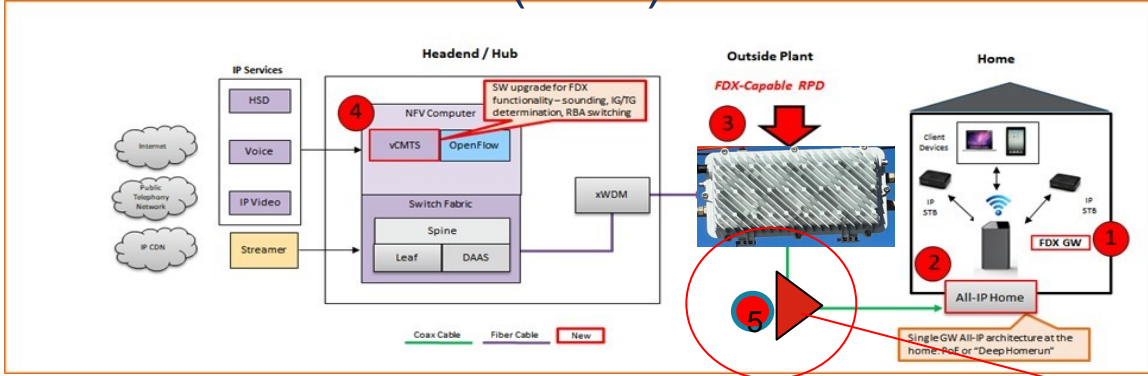 Headend / Hub
Outside Plant
Home
IP Services
FDX-Capable RPD
SW upgrade for FDX
functionality – sounding, IG/TG
determination, RBA switching
HSD
4
NFV Computer
3
vCMTS
OpenFlow
Client
Devices
Internet
Voice
Public
Telephony
Network
xWDM
IP
STB
IP
STB
IP Video
Switch Fabric
Spine
FDX GW
1
IP CDN
Streamer
Leaf
DAAS
2
All-IP Home
5
Coax Cable
Fiber Cable
New
Single GW All-IP architecture at the
home: PoE or "Deep Homerun"